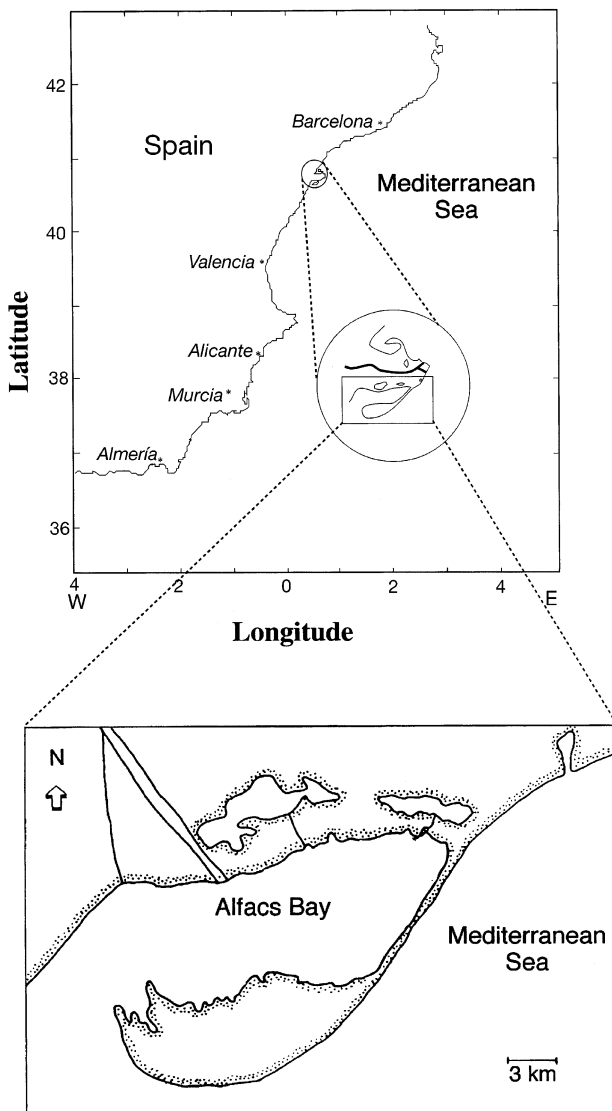 42
Barcelona *
Spain
Mediterranean
Sea
40
Valencia *
Latitude
Alicante *
38
Murcia *
Almería *
36
4 2 0 2 4
W E
Longitude
N
Alfacs Bay
Mediterranean
Sea
3 km